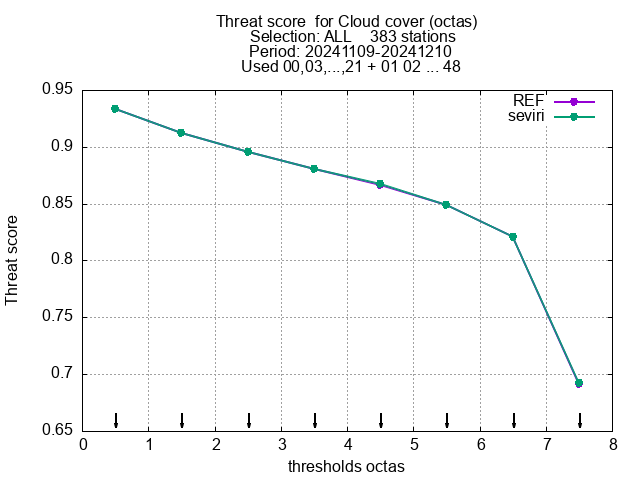 Threat score  for Cloud cover (octas)
Selection: ALL    383 stations
Period: 20241109-20241210
Used 00,03,...,21 + 01 02 ... 48
REF
seviri
0.95
0.9
0.85
0.8
0.75
0.7
0.65
Threat score
0 1 2 3 4 5 6 7 8
thresholds octas